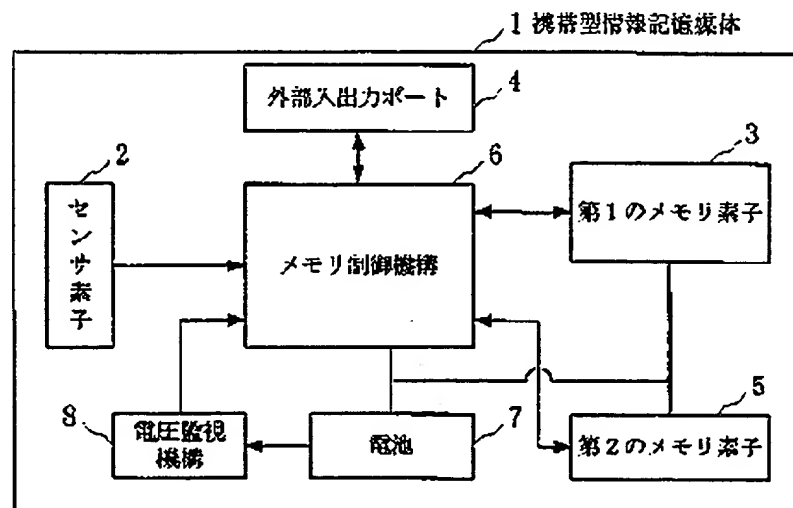 1 携帯型情報記憶媒体
外部入出力ポート
4
2
6
3
センサ素子
メモリ制御機構
第1のメモリ素子
8
電圧監視
機構
電池
7
5
第2のメモリ素子